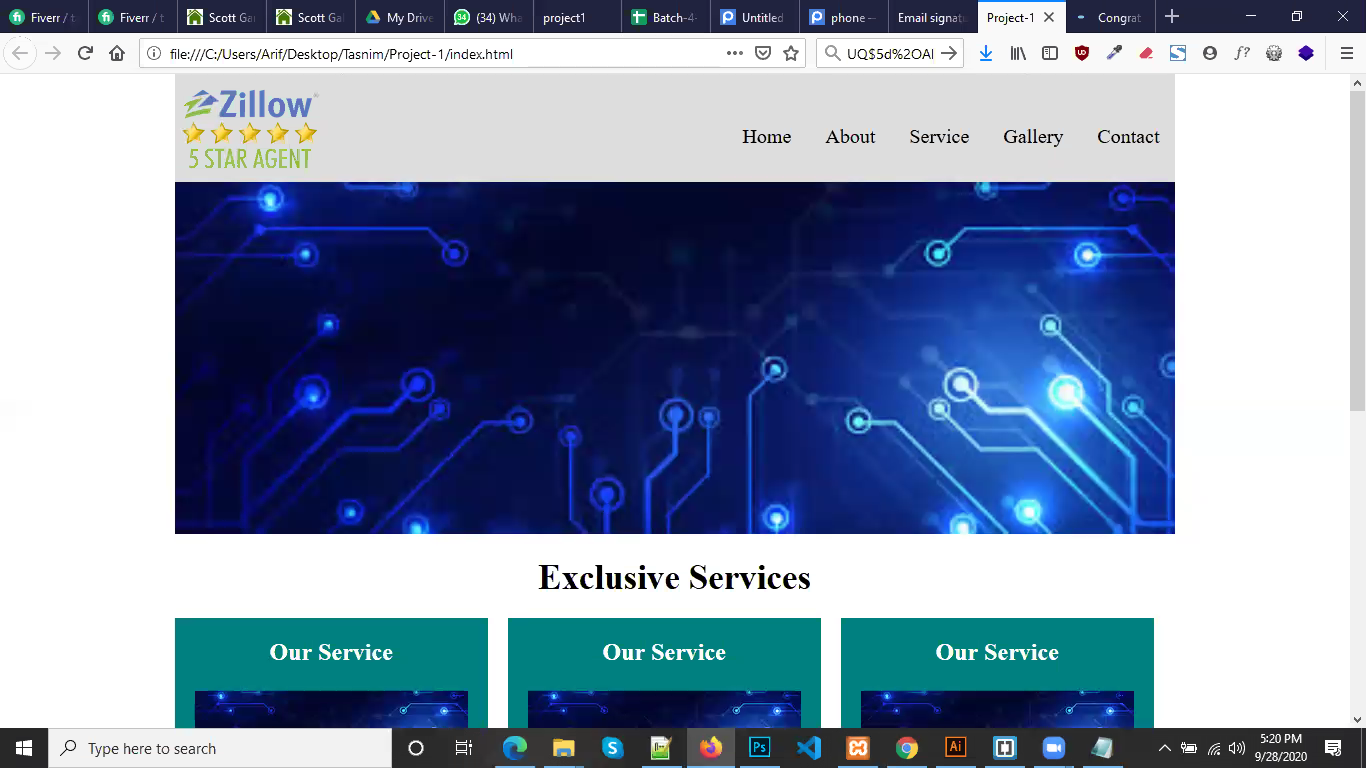 Fiverr / t
Fiverr / t
Scott Ga
Scott Gal
My Drive
(34) Wha
project1
Batch-4-
Untitled
phone —
Email signatu
Project-1
Congrat
file:///C:/Users/Arif/Desktop/Tasnim/Project-1/index.html
UQ$5d%2OAI
Zillow
5 STAR AGENT
Home About Service Gallery Contact
Exclusive Services
Our Service Our Service Our Service
Type here to search
5:20 PM
9/28/2020